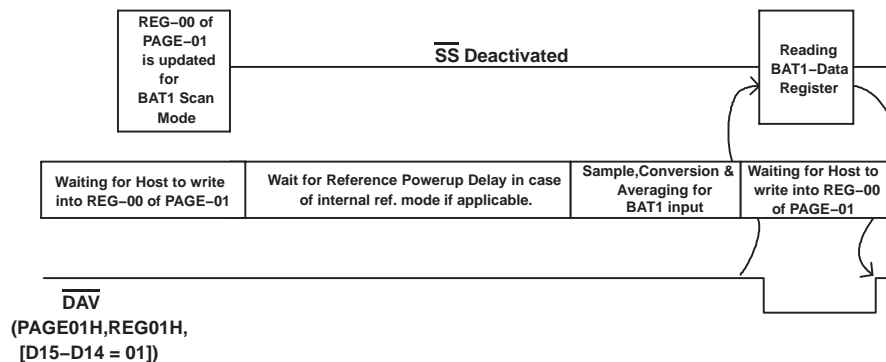 REG–00 of
PAGE–01
is updated
for
BAT1 Scan
Mode
SS Deactivated
Reading
BAT1–Data
Register
Waiting for Host to write
into REG–00 of PAGE–01
Wait for Reference Powerup Delay in case
of internal ref. mode if applicable.
Sample,Conversion &
Averaging for
BAT1 input
Waiting for Host to
write into REG–00
of PAGE–01
DAV
(PAGE01H,REG01H,
[D15–D14 = 01])